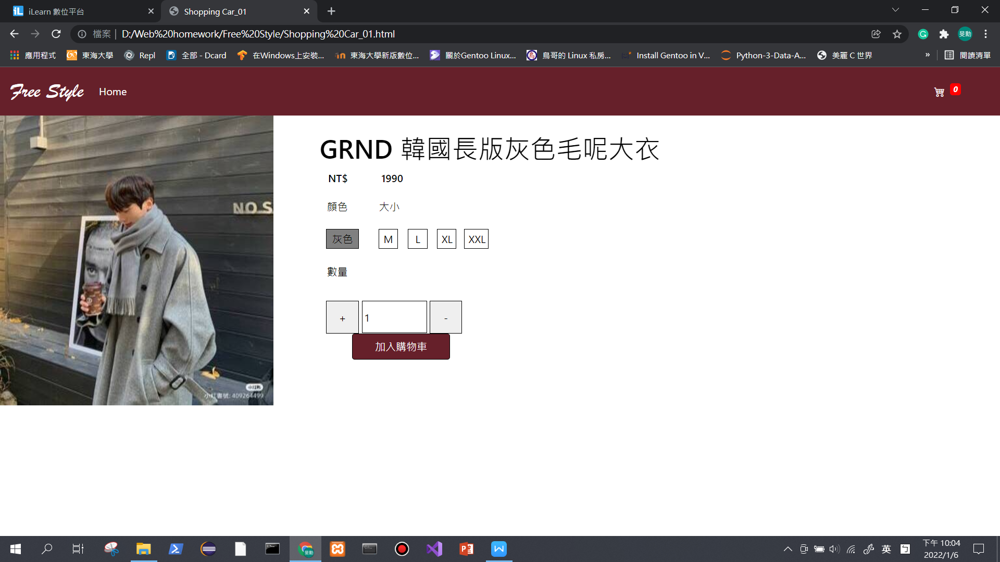 iLearn 數位平台
Shopping Car_01
檔案 | D:/Web%20homework/Free%20Style/Shopping%20Car_01.html
旻勳
應用程式
東海大學
Repl
全部 - Dcard
在Windows上安裝...
東海大學新版數位...
關於Gentoo Linux...
鳥哥的 Linux 私房...
Install Gentoo in V...
Python-3-Data-A...
美麗 C 世界
»
閱讀清單
Free Style
Home
0
NO S
小红书
小紅書號: 409264499
GRND 韓國長版灰色毛呢大衣
NT$ 1990
顏色 大小
灰色 M L XL XXL
數量
+ 1 -
加入購物車
英
下午 10:04
2022/1/6